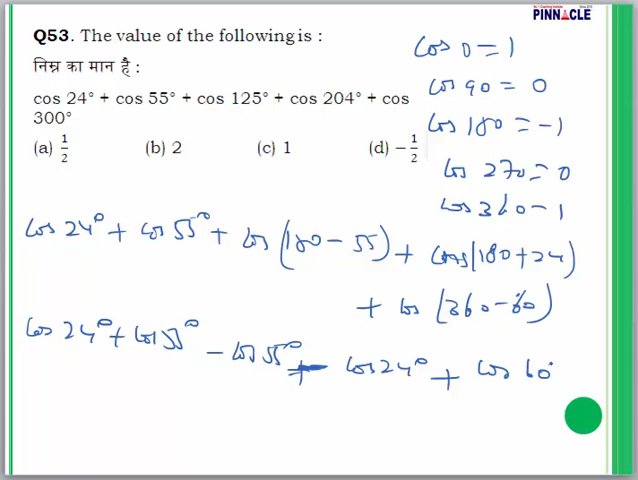 PINNACLE
Q53. The value of the following is :
निम्न का मान है:
cos 24° + cos 55° + cos 125° + cos 204° + cos
300°
(a) 1/2 (b) 2 (c) 1 (d) -1/2
cos 0 = 1
cos 90 = 0
cos 180 = -1
cos 270 = 0
cos 360 - 1
cos 24° + cos 55° + cos (180 - 55) + cos (180 + 24)
+ cos (360 - 60)
cos 24° + cos 55° - cos 55° - cos 24° + cos 60°